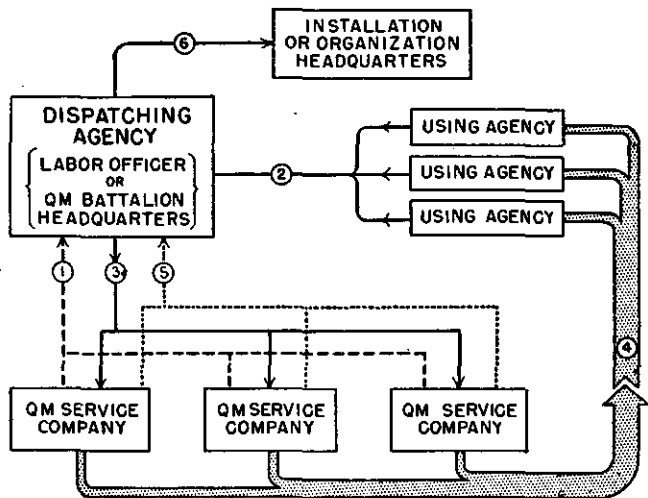 6
INSTALLATION
OR ORGANIZATION
HEADQUARTERS
DISPATCHING
AGENCY
LABOR OFFICER
OR
QM BATTALION
HEADQUARTERS
USING AGENCY
2
USING AGENCY
USING AGENCY
1
3
5
4
QM SERVICE
COMPANY
QM SERVICE
COMPANY
QM SERVICE
COMPANY